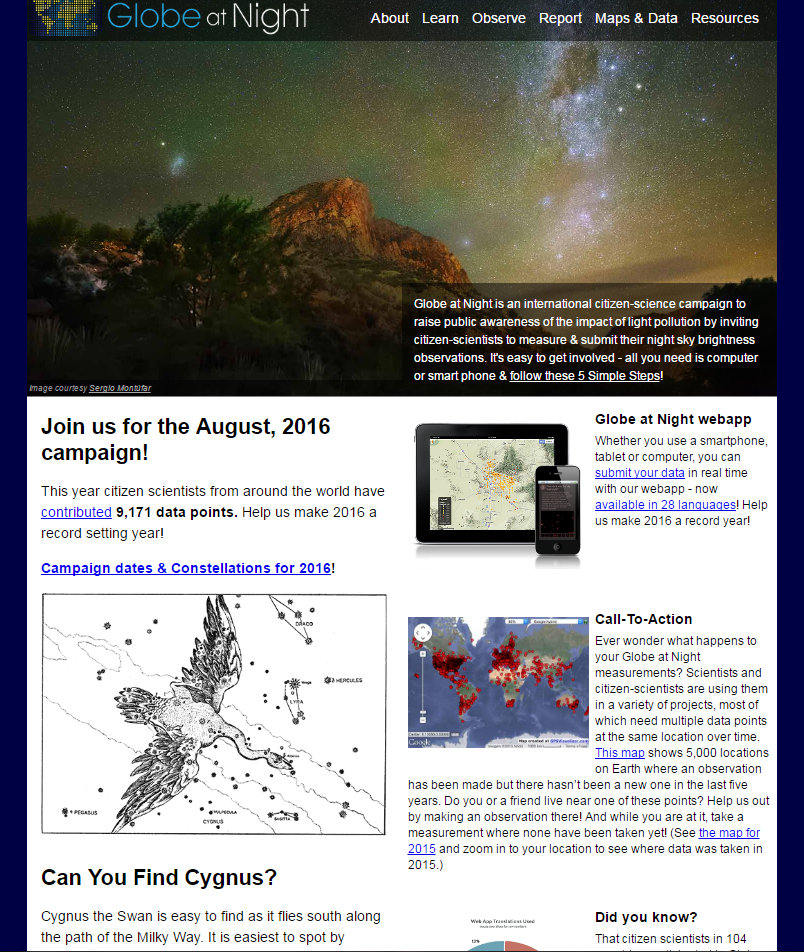 Globe at Night
About Learn Observe Report Maps & Data Resources
Globe at Night is an international citizen-science campaign to
raise public awareness of the impact of light pollution by inviting
citizen-scientists to measure & submit their night sky brightness
observations. It's easy to get involved - all you need is computer
or smart phone & follow these 5 Simple Steps!
Image courtesy Sergio Montúfar
Join us for the August, 2016
campaign!
This year citizen scientists from around the world have
contributed 9,171 data points. Help us make 2016 a
record setting year!
Campaign dates & Constellations for 2016!
DRACO
HERCULES
Vega
LYRA
PEGASUS
VULPECULA
CYGNUS
SAGITTA
Can You Find Cygnus?
Cygnus the Swan is easy to find as it flies south along
the path of the Milky Way. It is easiest to spot by
Globe at Night webapp
Whether you use a smartphone,
tablet or computer, you can
submit your data in real time
with our webapp - now
available in 28 languages! Help
us make 2016 a record year!
Google
Call-To-Action
Ever wonder what happens to
your Globe at Night
measurements? Scientists and
citizen-scientists are using them
in a variety of projects, most of
which need multiple data points
at the same location over time.
This map shows 5,000 locations
on Earth where an observation
has been made but there hasn't been a new one in the last five
years. Do you or a friend live near one of these points? Help us out
by making an observation there! And while you are at it, take a
measurement where none have been taken yet! (See the map for
2015 and zoom in to your location to see where data was taken in
2015.)
Web App Translations Used
12%
Did you know?
That citizen scientists in 104